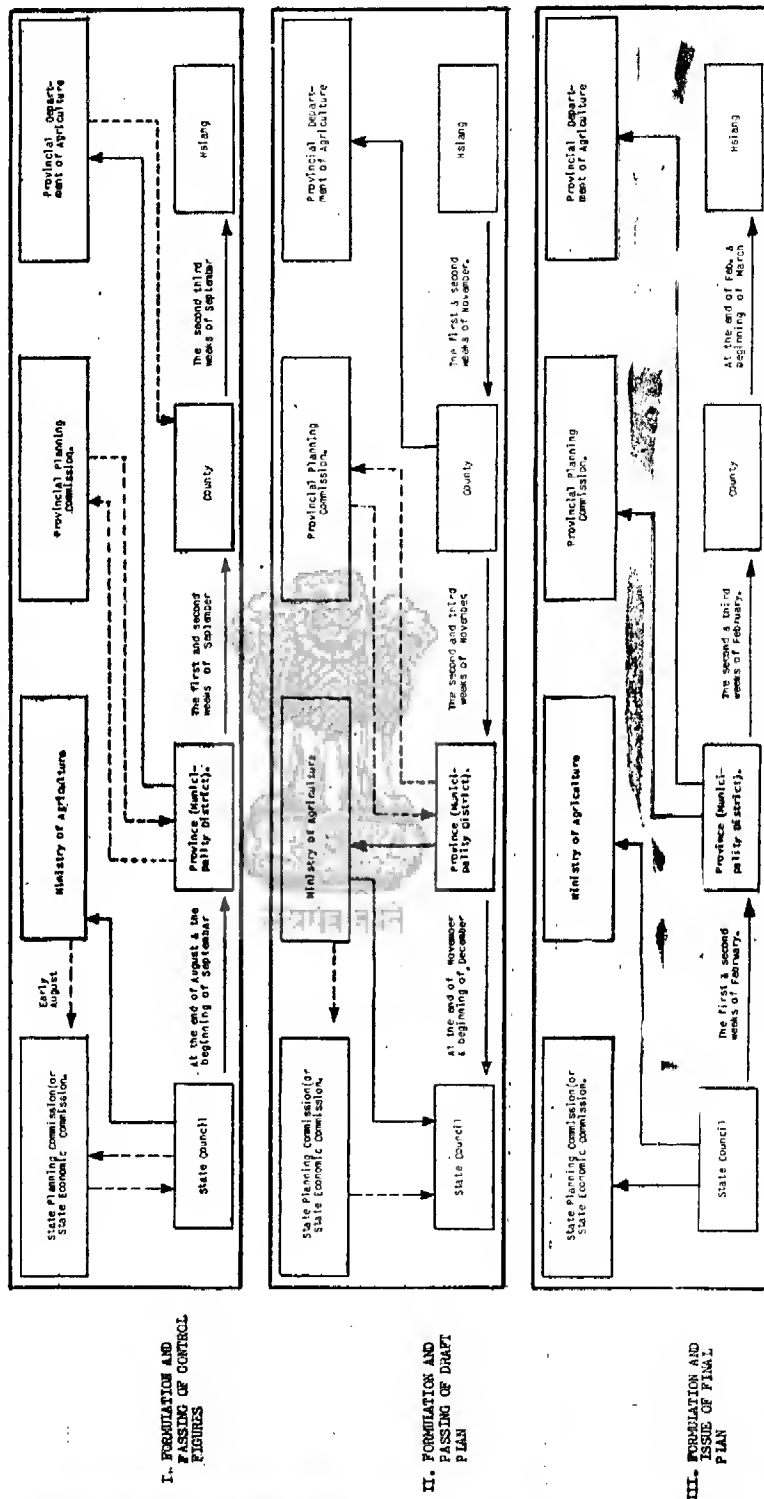 I. FORMULATION AND
PASSING OF CONTROL
FIGURES
State Planning Commission(or
State Economic Commission.
Early
August
Ministry of Agriculture
Provincial Planning
Commission.
Provincial Depart-
ment of Agriculture
State Council
At the end of August & the
beginning of September
Province (Munici-
pality District).
The first and second
weeks of September
County
The second third
weeks of September
Hsiang
II. FORMULATION AND
PASSING OF DRAFT
PLAN
State Planning Commission(or
State Economic Commission.
Ministry of Agriculture
Provincial Planning
Commission.
Provincial Depart-
ment of Agriculture
State Council
At the end of November
& beginning of December
Province (Munici-
pality District).
The second and third
weeks of November
County
The first & second
weeks of November.
Hsiang
सत्यमेव जयते
III. FORMULATION AND
ISSUE OF FINAL
PLAN
State Planning Commission(or
State Economic Commission.
Ministry of Agriculture
Provincial Planning
Commission.
Provincial Depart-
ment of Agriculture
State Council
The first & second
weeks of February.
Province (Munici-
pality District).
The second & third
weeks of February.
County
At the end of Feb. &
beginning of March
Hsiang